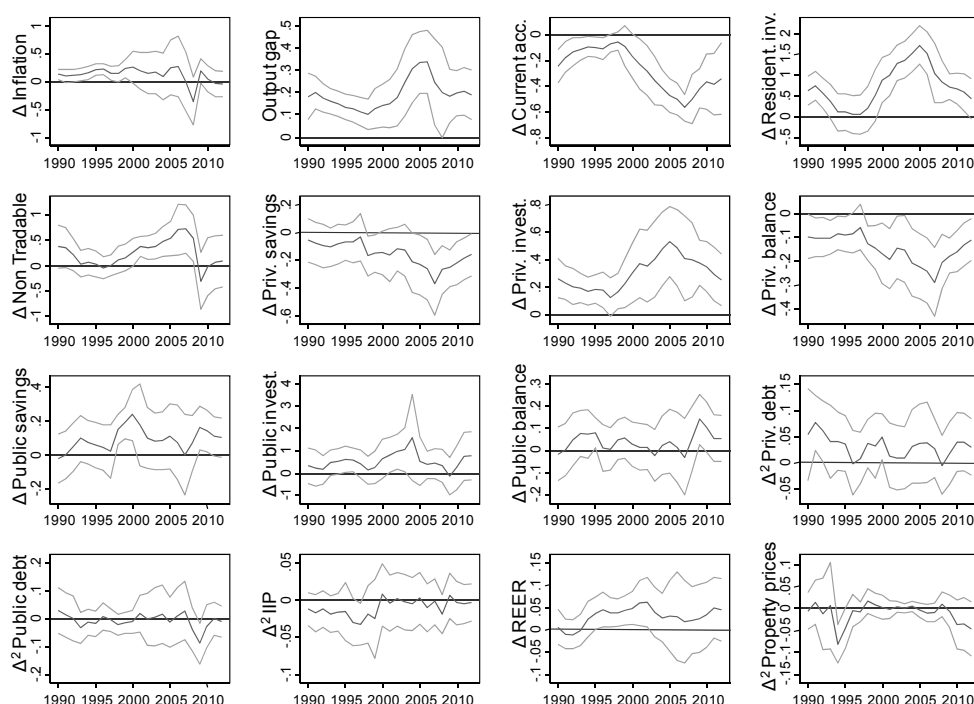 Δ Inflation
1
.5
0
-.5
-1
1990 1995 2000 2005 2010
Output gap
.5
.4
.3
.2
.1
0
1990 1995 2000 2005 2010
Δ Current acc.
0
-.2
-.4
-.6
-.8
1990 1995 2000 2005 2010
Δ Resident. inv.
0
-.5
1990 1995 2000 2005 2010
Δ Non Tradable
1
.5
0
-.5
-1
1990 1995 2000 2005 2010
Δ Priv. savings
.2
0
-.2
-.4
-.6
1990 1995 2000 2005 2010
Δ Priv. invest.
.8
.6
.4
.2
0
1990 1995 2000 2005 2010
Δ Priv. balance
0
-.1
-.2
-.3
-.4
1990 1995 2000 2005 2010
Δ Public savings
.4
.2
0
-.2
1990 1995 2000 2005 2010
Δ Public invest.
4
3
2
1
0
-1
1990 1995 2000 2005 2010
Δ Public balance
.3
.2
.1
0
-.1
-.2
1990 1995 2000 2005 2010
Δ² Priv. debt
.15
.1
.05
0
-.05
1990 1995 2000 2005 2010
Δ² Public debt
.2
.1
0
-.1
-.2
1990 1995 2000 2005 2010
Δ² IIP
.05
0
-.05
-.1
1990 1995 2000 2005 2010
Δ REER
.15
.1
.05
0
-.05
-.1
1990 1995 2000 2005 2010
Δ² Property prices
.1
.05
0
-.05
-.1
-.15
1990 1995 2000 2005 2010